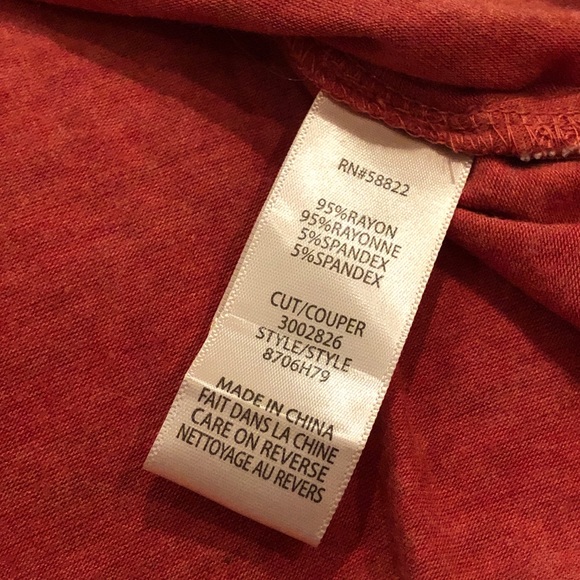 RN#58822
95%RAYON
95%RAYONNE
5%SPANDEX
5%SPANDEX
CUT/COUPER
3002826
STYLE/STYLE
8706H79
MADE IN CHINA
FAIT DANS LA CHINE
CARE ON REVERSE
NETTOYAGE AU REVERS